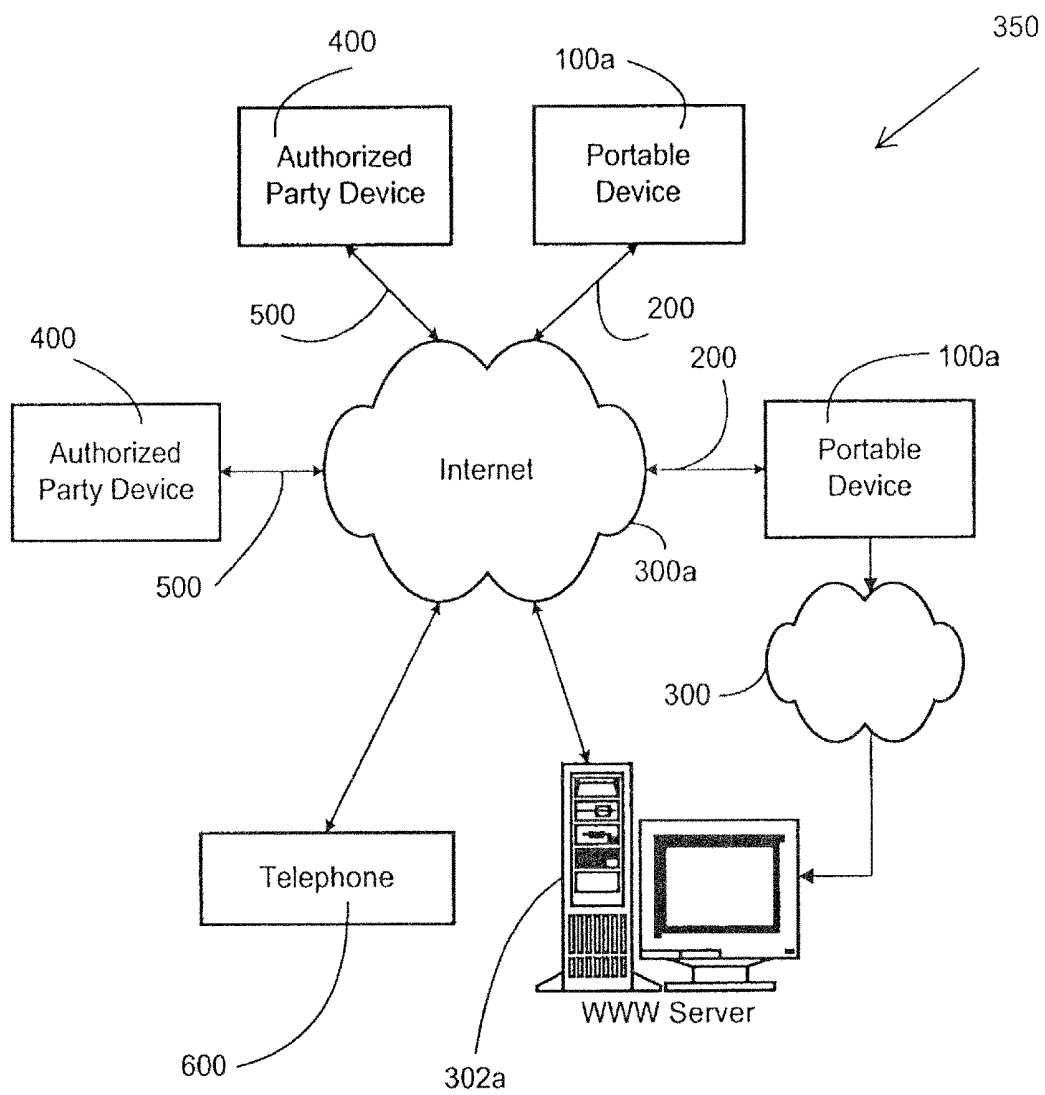 350
400
100a
Authorized
Party Device
Portable
Device
500
200
400
200
100a
Authorized
Party Device
Internet
Portable
Device
500
300a
300
Telephone
WWW Server
600
302a